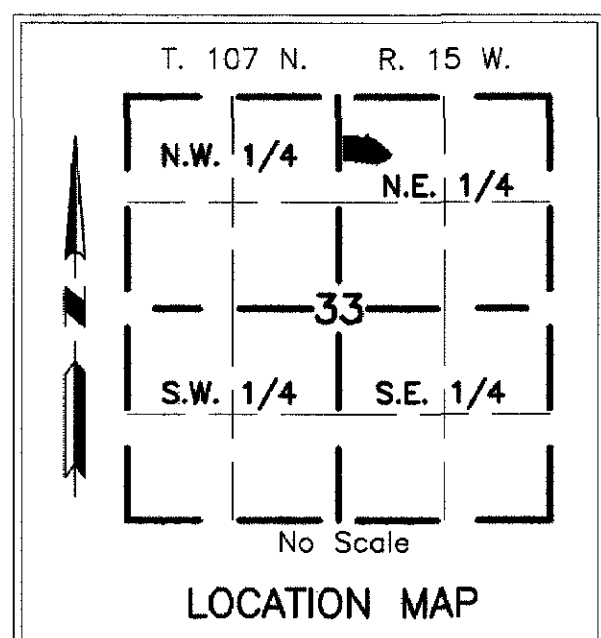 T. 107 N. R. 15 W.
N.W. 1/4
N.E. 1/4
N
33
S.W. 1/4 S.E. 1/4
No Scale
LOCATION MAP